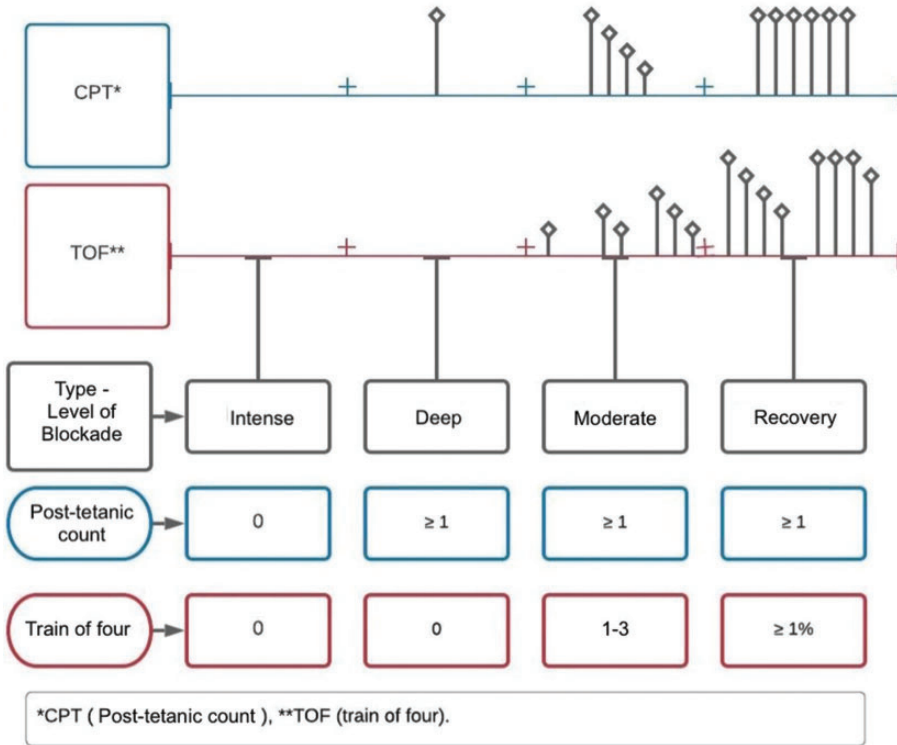 CPT*
TOF**
Type -
Level of
Blockade
Intense
Deep
Moderate
Recovery
Post-tetanic
count
0
≥ 1
≥ 1
≥ 1
Train of four
0
0
1-3
≥ 1%
*CPT ( Post-tetanic count ), **TOF (train of four).